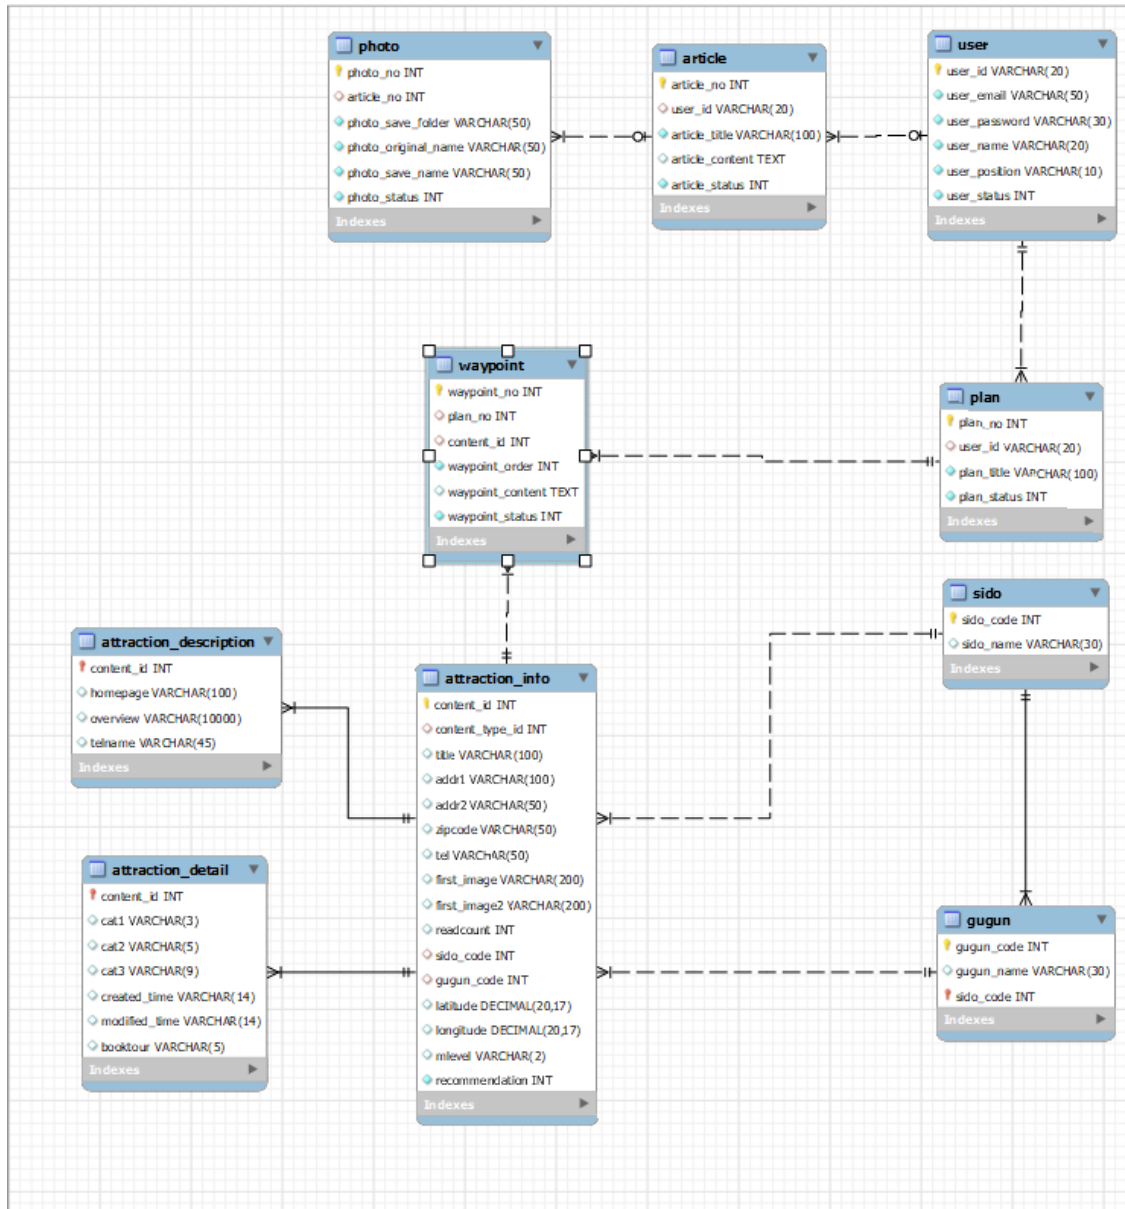 photo
photo_no INT
article_no INT
photo_save_folder VARCHAR(50)
photo_original_name VARCHAR(50)
photo_save_name VARCHAR(50)
photo_status INT
Indexes
article
article_no INT
user_id VARCHAR(20)
article_title VARCHAR(100)
article_content TEXT
article_status INT
Indexes
user
user_id VARCHAR(20)
user_email VARCHAR(50)
user_password VARCHAR(30)
user_name VARCHAR(20)
user_position VARCHAR(10)
user_status INT
Indexes
waypoint
waypoint_no INT
plan_no INT
content_id INT
waypoint_order INT
waypoint_content TEXT
waypoint_status INT
Indexes
plan
plan_no INT
user_id VARCHAR(20)
plan_title VARCHAR(100)
plan_status INT
Indexes
sido
sido_code INT
sido_name VARCHAR(30)
Indexes
attraction_description
content_id INT
homepage VARCHAR(100)
overview VARCHAR(10000)
telname VARCHAR(45)
Indexes
attraction_info
content_id INT
content_type_id INT
title VARCHAR(100)
addr1 VARCHAR(100)
addr2 VARCHAR(50)
zipcode VARCHAR(50)
tel VARCHAR(50)
first_image VARCHAR(200)
first_image2 VARCHAR(200)
readcount INT
sido_code INT
gugun_code INT
latitude DECIMAL(20,17)
longitude DECIMAL(20,17)
mlevel VARCHAR(2)
recommendation INT
Indexes
attraction_detail
content_id INT
cat1 VARCHAR(3)
cat2 VARCHAR(5)
cat3 VARCHAR(9)
created_time VARCHAR(14)
modified_time VARCHAR(14)
booktour VARCHAR(5)
Indexes
gugun
gugun_code INT
gugun_name VARCHAR(30)
sido_code INT
Indexes